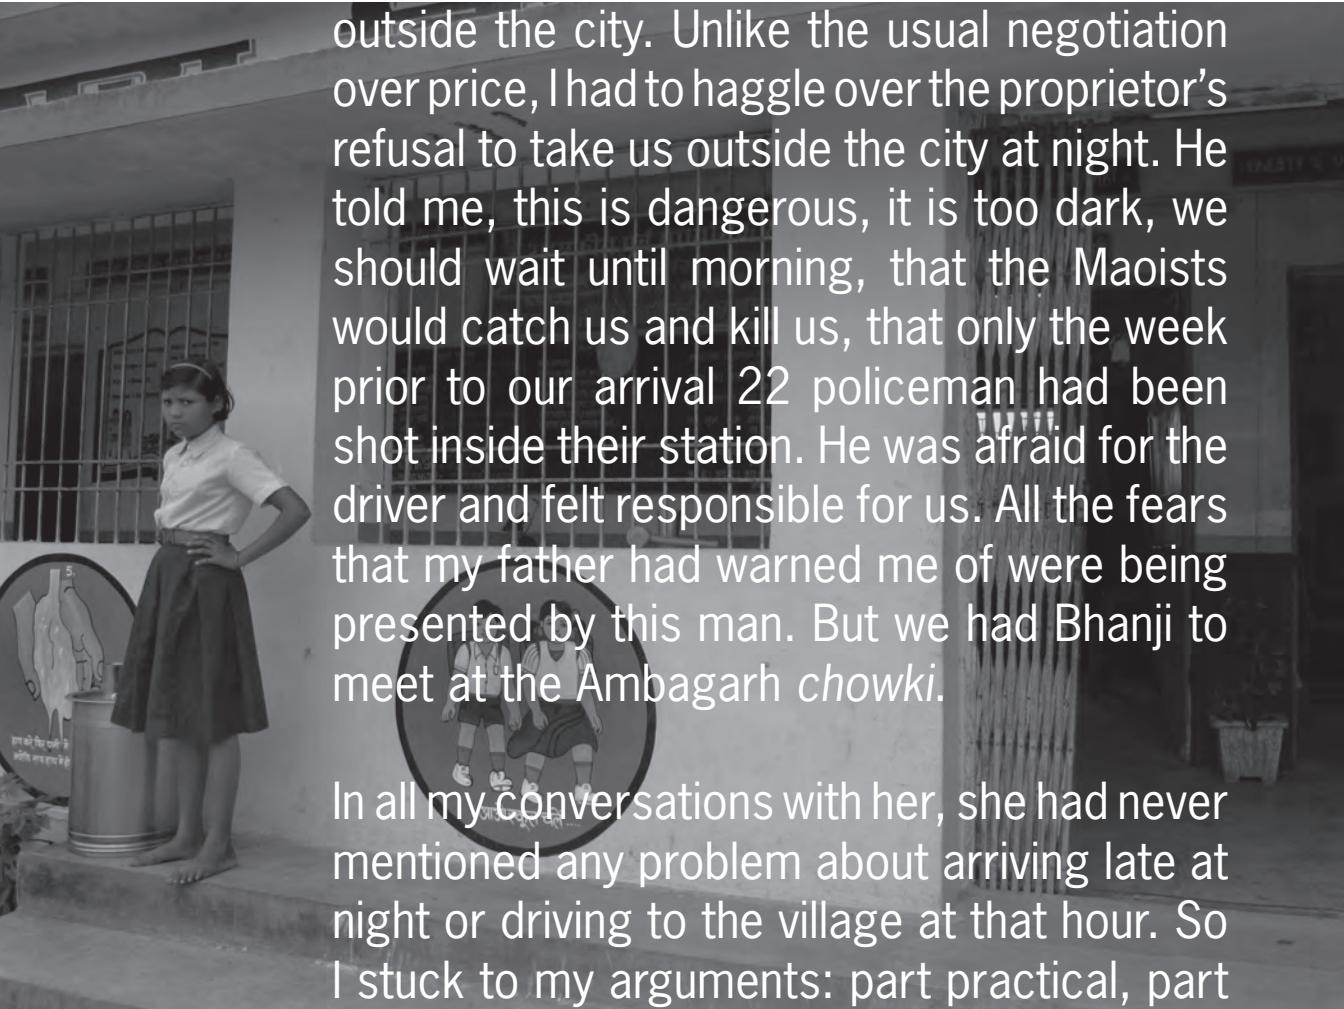 outside the city. Unlike the usual negotiation
over price, I had to haggle over the proprietor’s
refusal to take us outside the city at night. He
told me, this is dangerous, it is too dark, we
should wait until morning, that the Maoists
would catch us and kill us, that only the week
prior to our arrival 22 policeman had been
shot inside their station. He was afraid for the
driver and felt responsible for us. All the fears
that my father had warned me of were being
presented by this man. But we had Bhanji to
meet at the Ambagarh chowki.
In all my conversations with her, she had never
mentioned any problem about arriving late at
night or driving to the village at that hour. So
I stuck to my arguments: part practical, part
5.